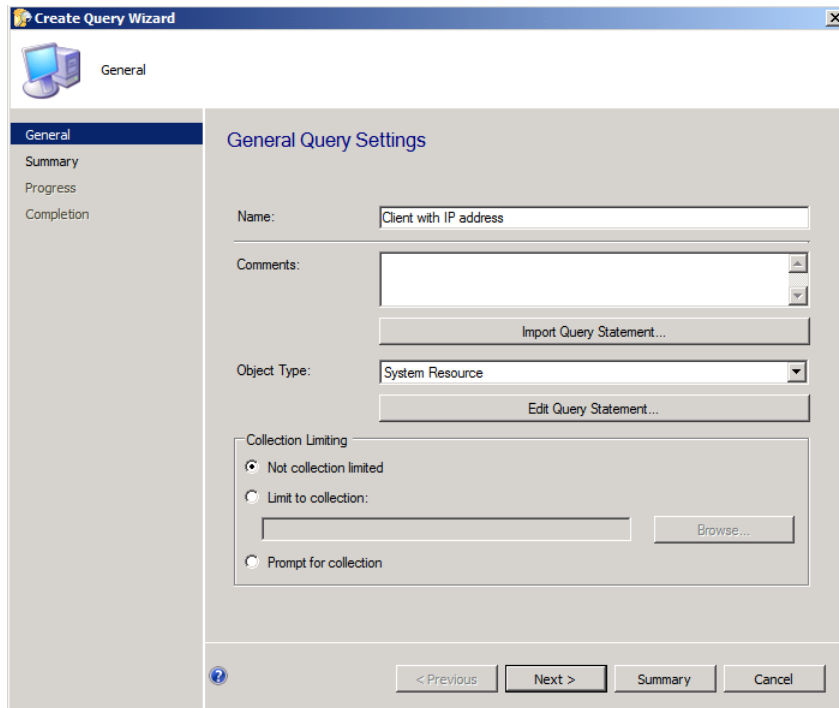 Create Query Wizard
General
General
Summary
Progress
Completion
General Query Settings
Name:
Client with IP address
Comments:
Import Query Statement...
Object Type:
System Resource
Edit Query Statement...
Collection Limiting
Not collection limited
Limit to collection:
Browse...
Prompt for collection
< Previous
Next >
Summary
Cancel